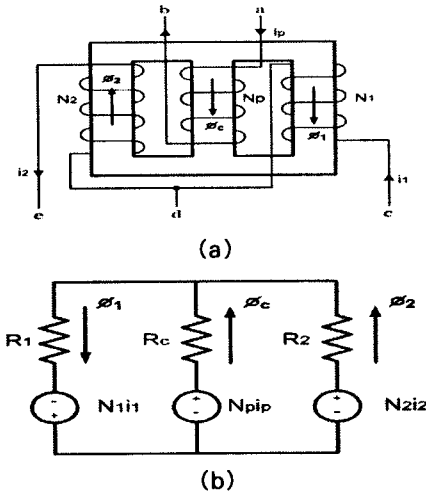 b a
ip
N2 ø2 Np N1
øc ø1
i2 i1
e d c
(a)
ø1 øc ø2
R1 Rc R2
N1i1 Npip N2i2
(b)